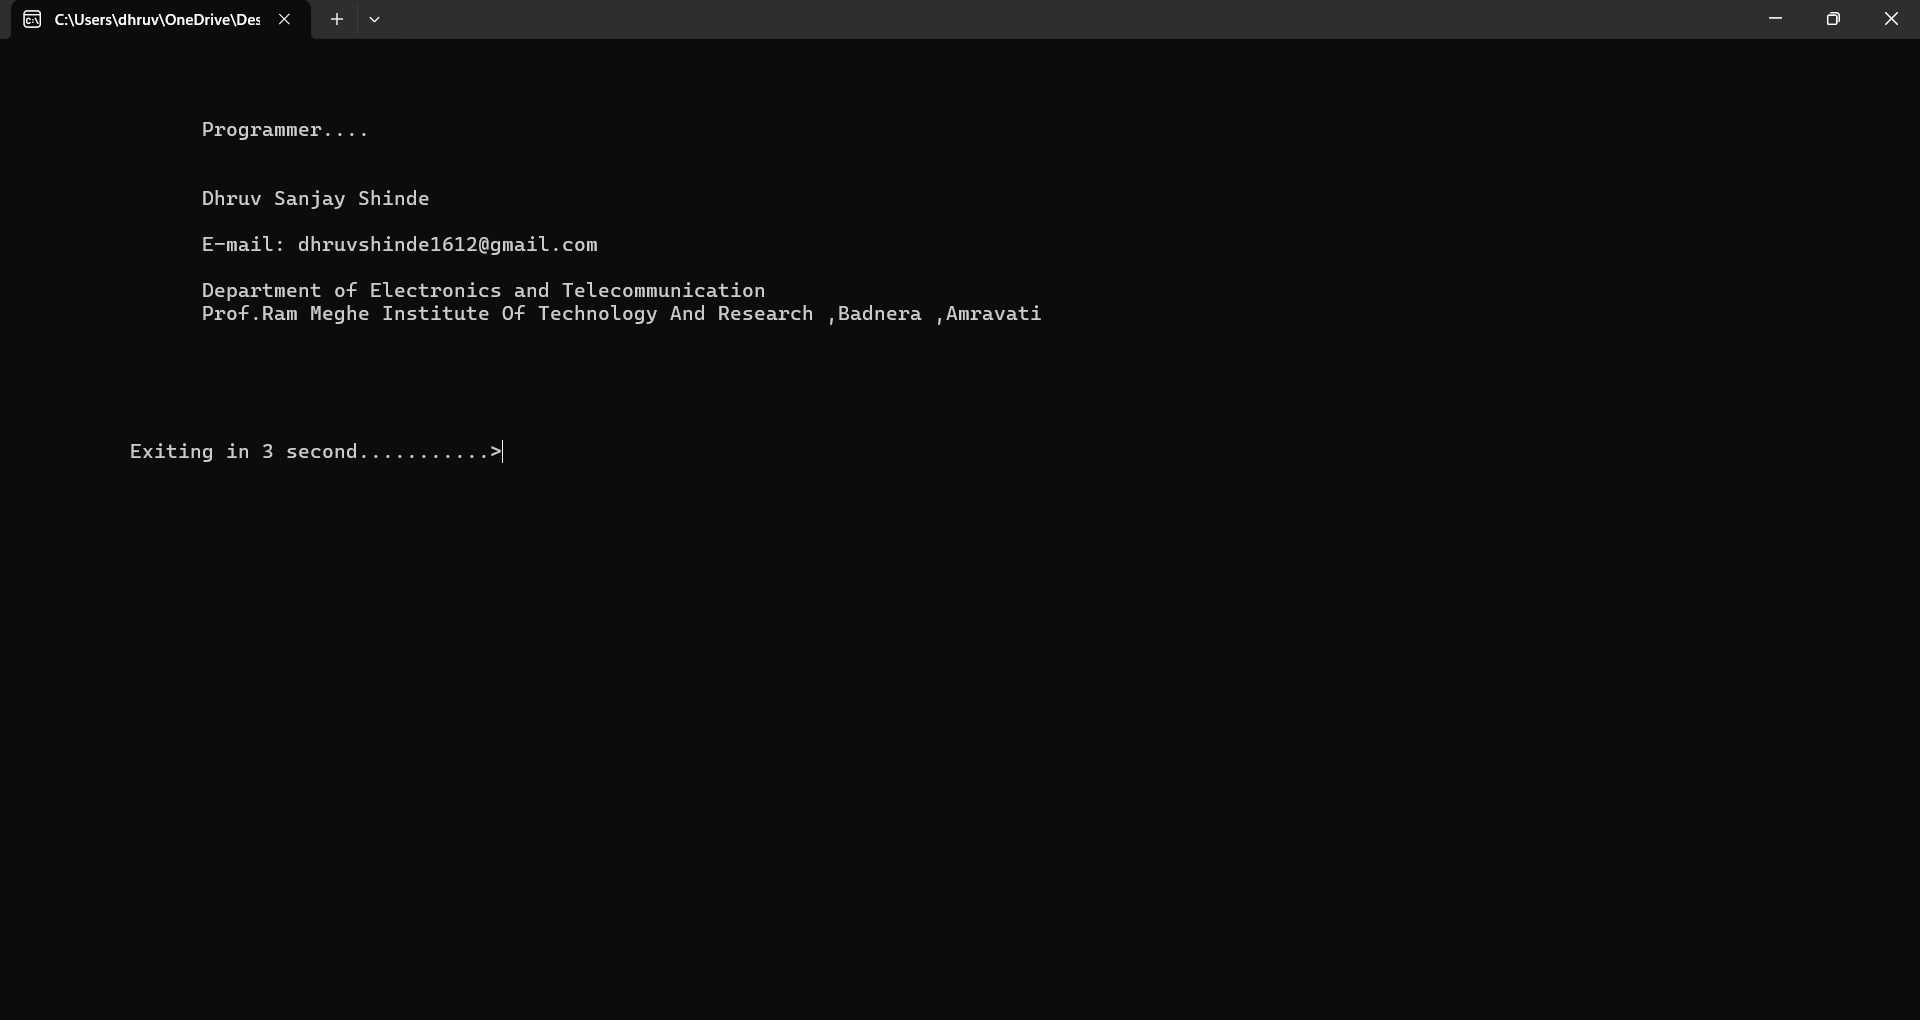 C:\Users\dhruv\OneDrive\Des
Programmer....
Dhruv Sanjay Shinde
E-mail: dhruvshinde1612@gmail.com
Department of Electronics and Telecommunication
Prof.Ram Meghe Institute Of Technology And Research ,Badnera ,Amravati
Exiting in 3 second...........>